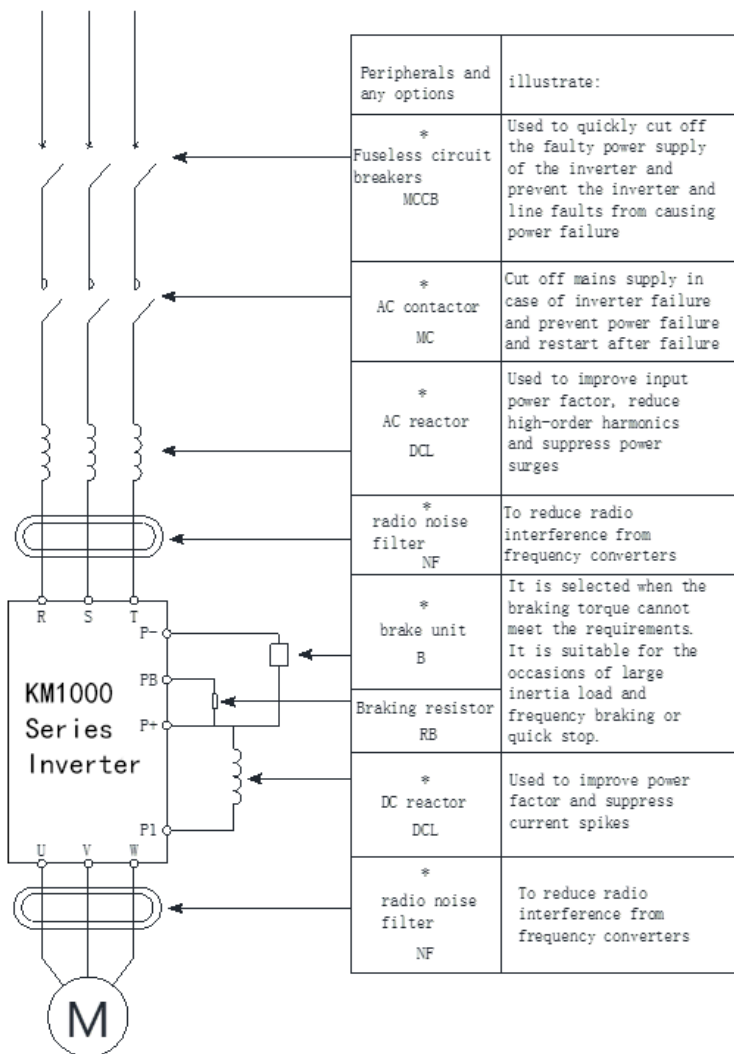 Peripherals and
any options
illustrate:
*
Fuseless circuit
breakers
MCCB
Used to quickly cut off
the faulty power supply
of the inverter and
prevent the inverter and
line faults from causing
power failure
*
AC contactor
MC
Cut off mains supply in
case of inverter failure
and prevent power failure
and restart after failure
*
AC reactor
DCL
Used to improve input
power factor, reduce
high-order harmonics
and suppress power
surges
*
radio noise
filter
NF
To reduce radio
interference from
frequency converters
*
brake unit
B
Braking resistor
RB
It is selected when the
braking torque cannot
meet the requirements.
It is suitable for the
occasions of large
inertia load and
frequency braking or
quick stop.
*
DC reactor
DCL
Used to improve power
factor and suppress
current spikes
*
radio noise
filter
NF
To reduce radio
interference from
frequency converters
R S T
P-
PB
P+
P1
KM1000
Series
Inverter
U V W
M